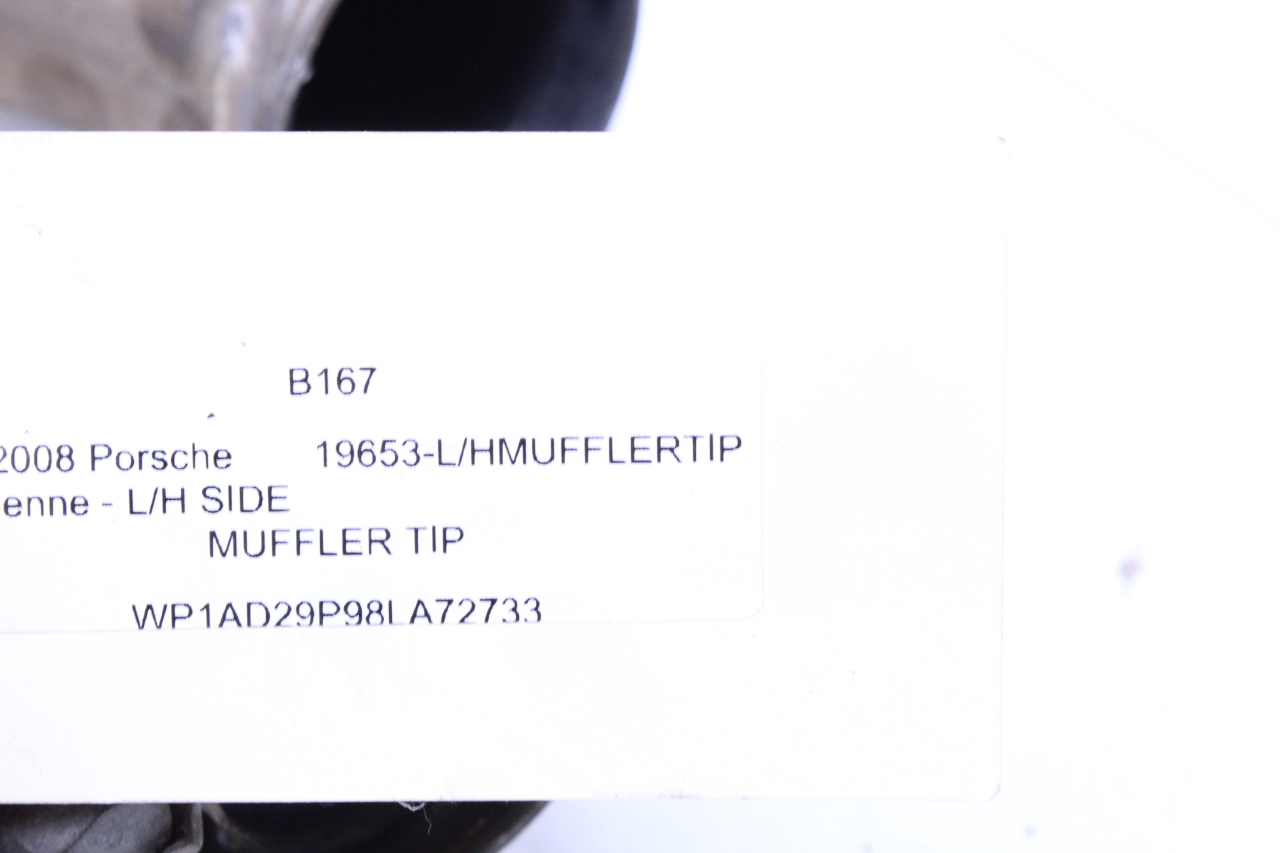 B167
2008 Porsche 19653-L/HMUFFLERTIP
enne - L/H SIDE
MUFFLER TIP
WP1AD29P98LA72733